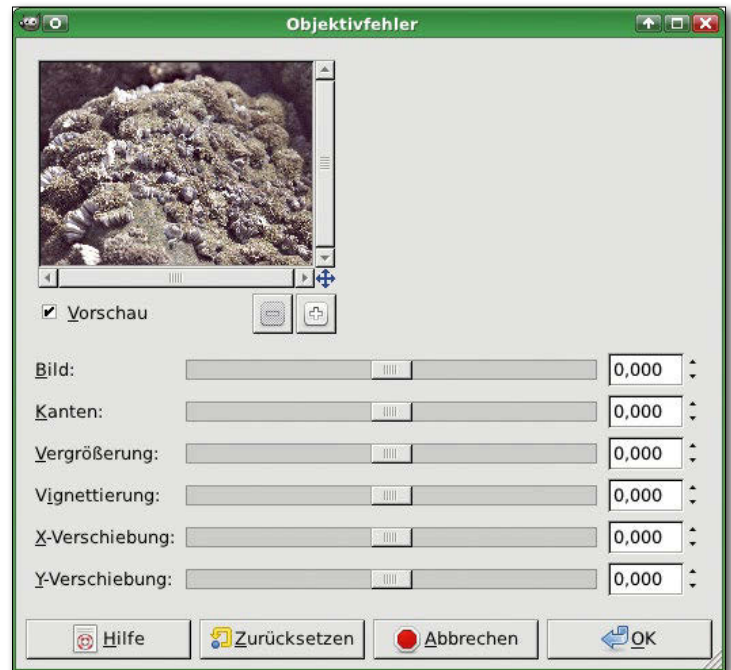 Objektivfehler
Vorschau
Bild: 0,000
Kanten: 0,000
Vergrößerung: 0,000
Vignettierung: 0,000
X-Verschiebung: 0,000
Y-Verschiebung: 0,000
Hilfe Zurücksetzen Abbrechen OK